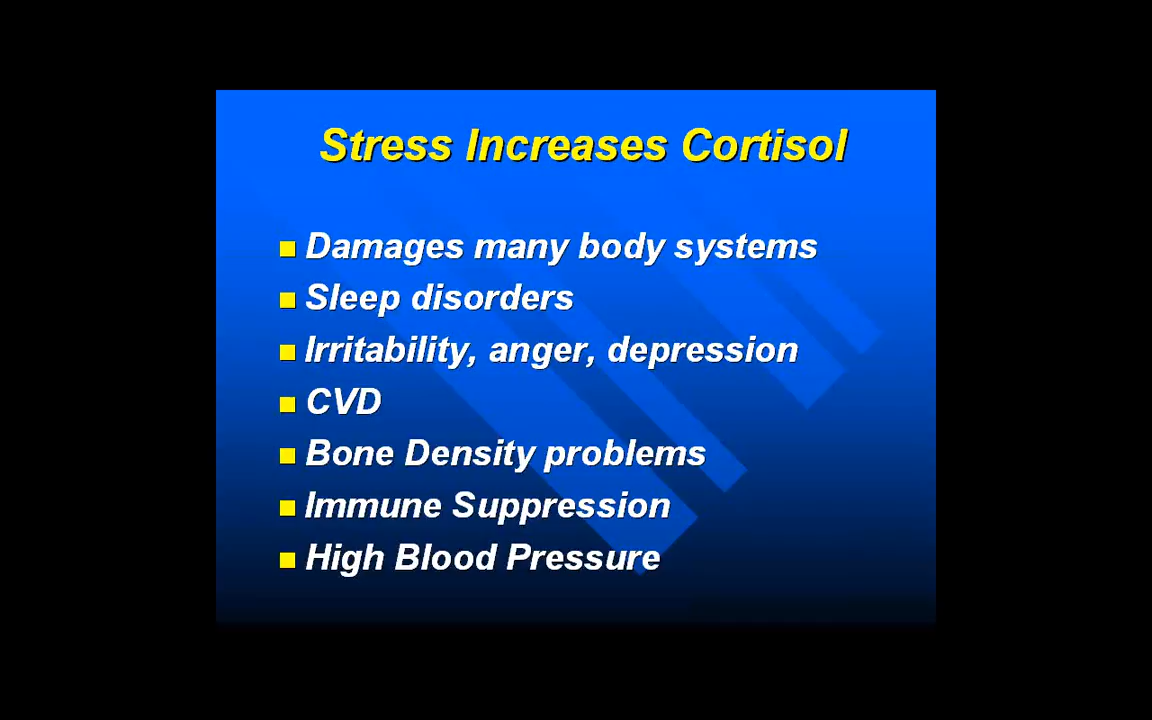 Stress Increases Cortisol
Damages many body systems
Sleep disorders
Irritability, anger, depression
CVD
Bone Density problems
Immune Suppression
High Blood Pressure